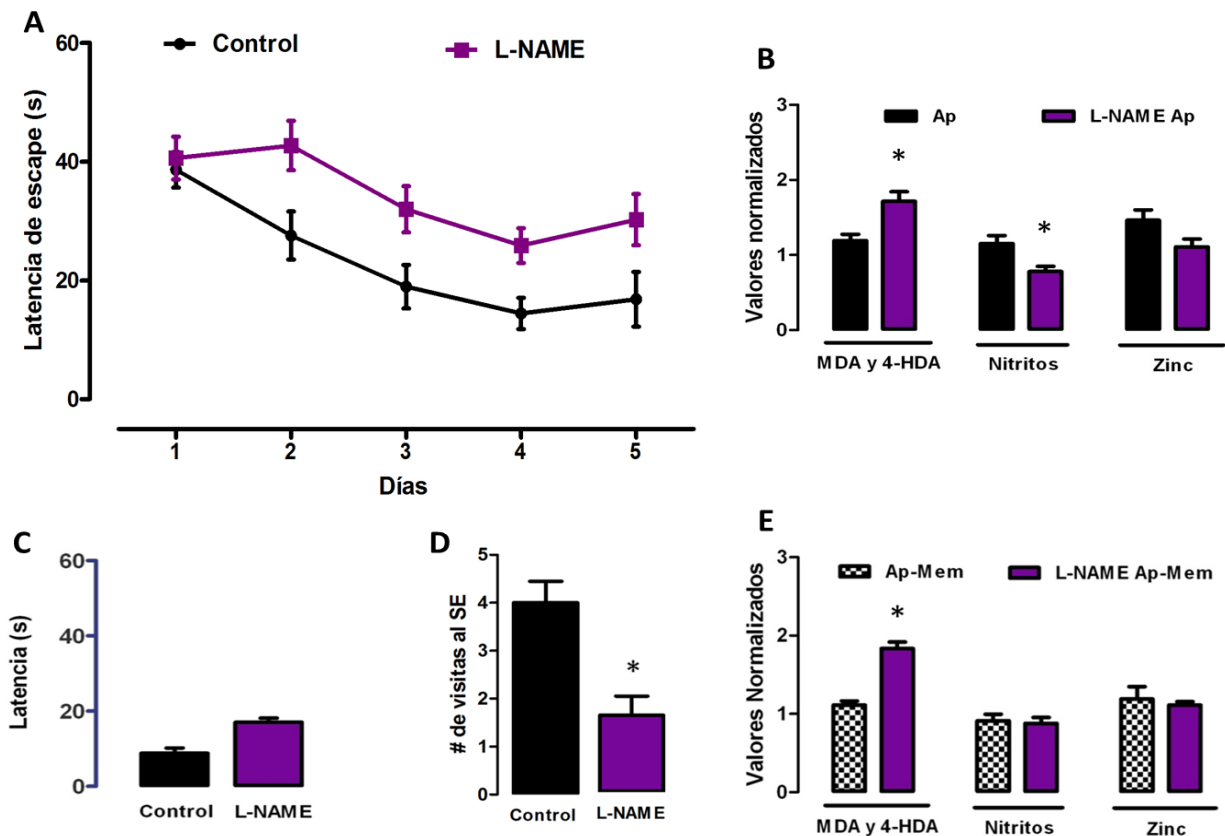 A
Control
L-NAME
60
40
20
0
Latencia de escape (s)
1 2 3 4 5
Días
B
Ap
L-NAME Ap
3
2
1
0
Valores normalizados
*
*
MDA y 4-HDA
Nitritos
Zinc
C
60
40
20
0
Latencia (s)
Control
L-NAME
D
5
4
3
2
1
0
# de visitas al SE
*
Control
L-NAME
E
Ap-Mem
L-NAME Ap-Mem
3
2
1
0
Valores Normalizados
*
MDA y 4-HDA
Nitritos
Zinc